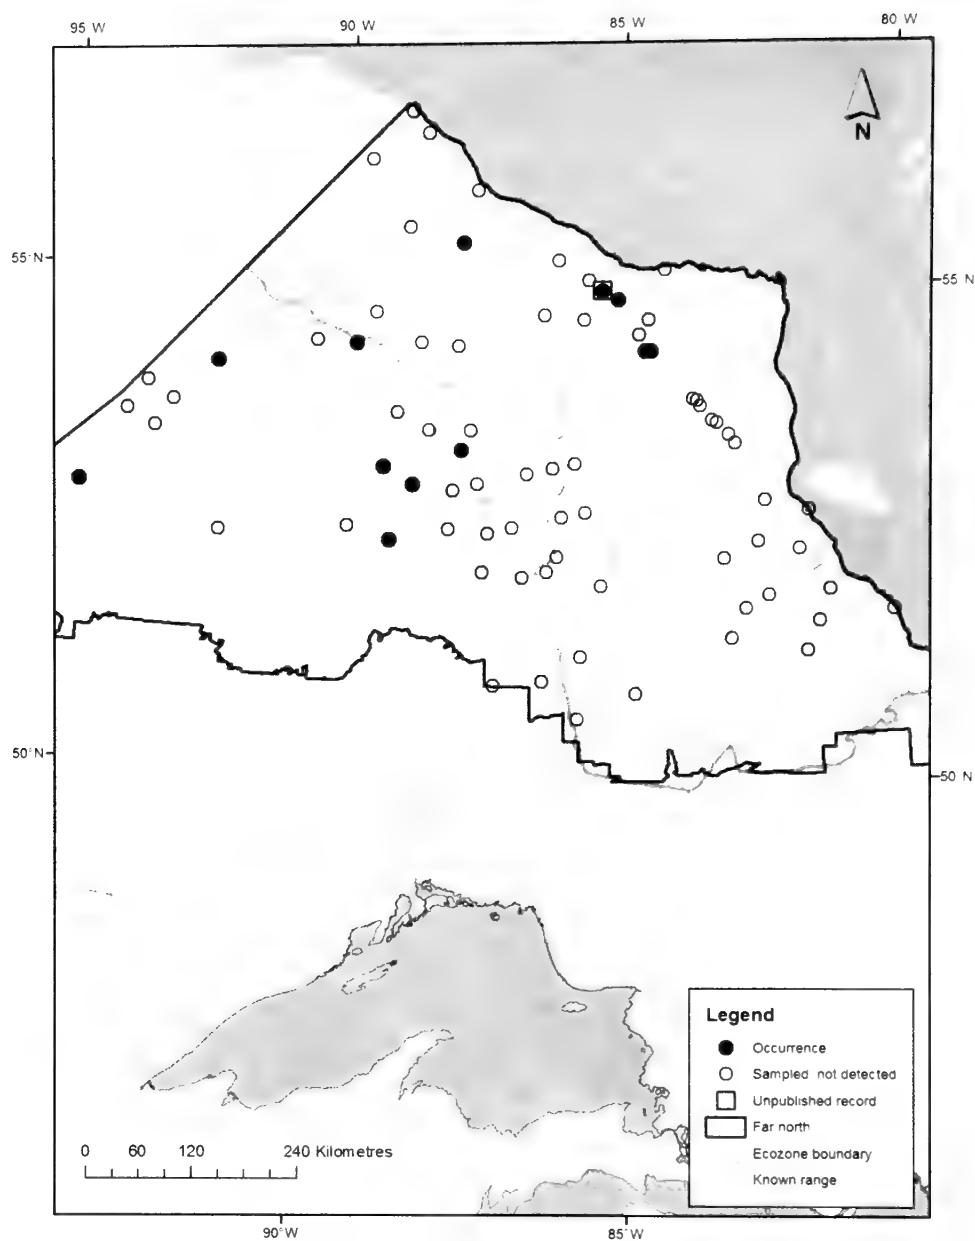 95 W 90 W 85 W 80 W
N
55°N 55 N
50°N 50 N
Legend
Occurrence
Sampled not detected
Unpublished record
Far north
Ecozone boundary
Known range
0 60 120 240 Kilometres
90°W 85°W